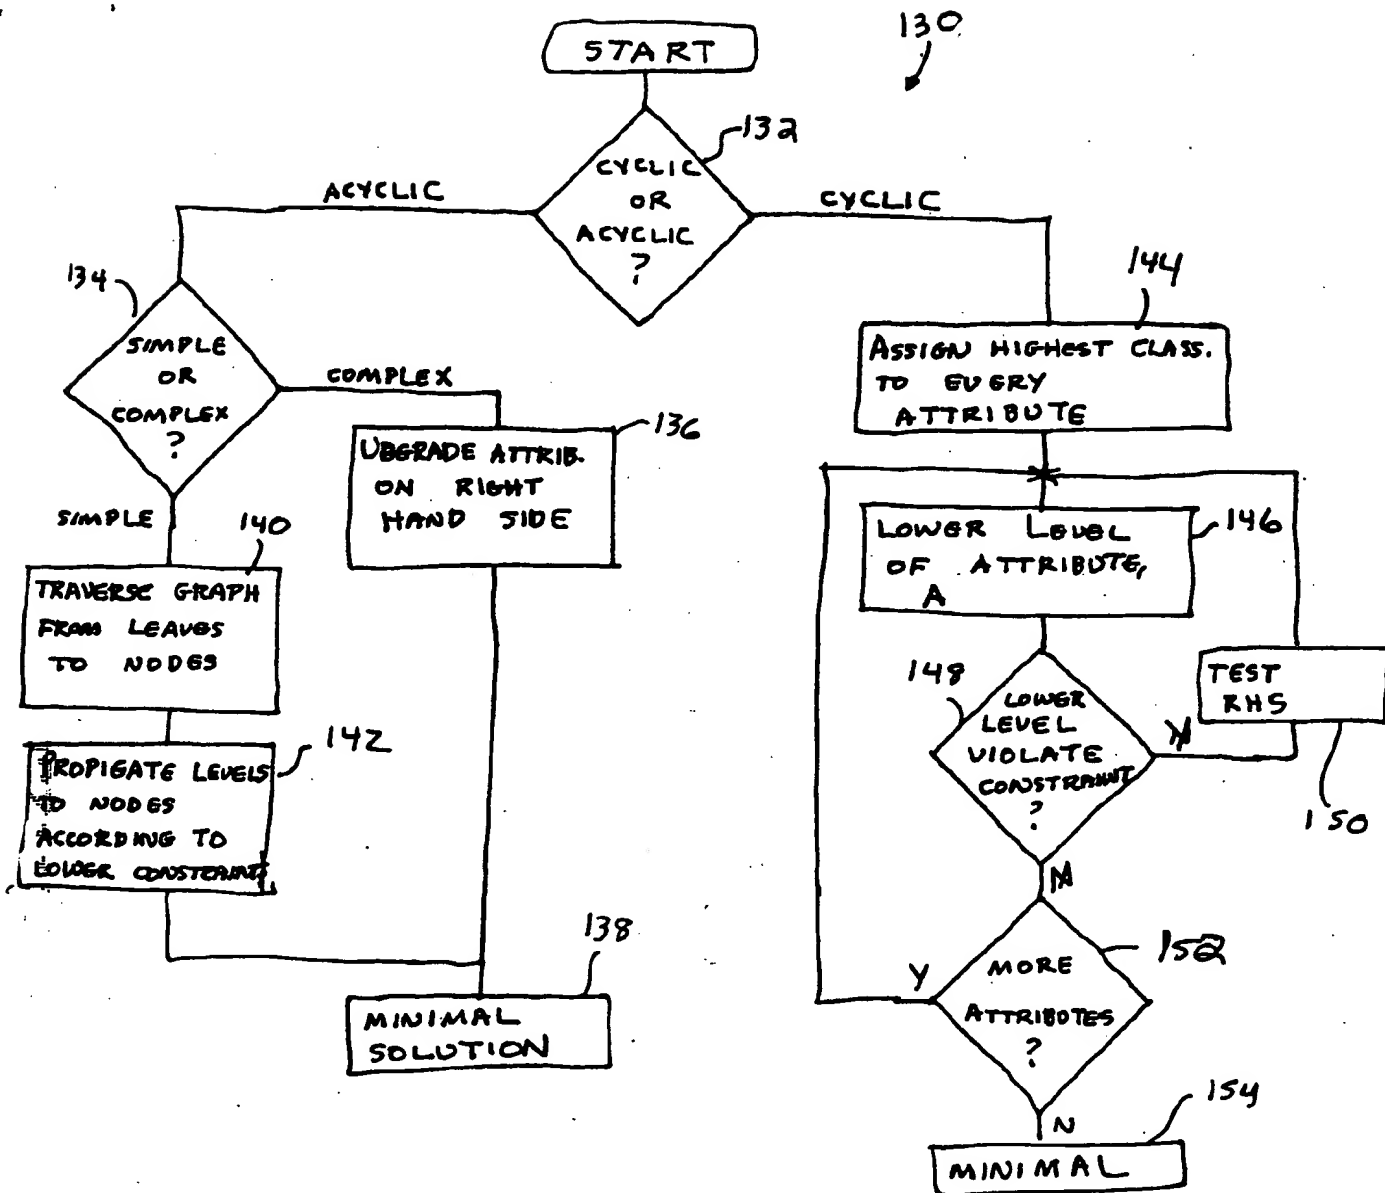 130
START
132
CYCLIC
OR
ACYCLIC
?
ACYCLIC
CYCLIC
134
SIMPLE
OR
COMPLEX
?
COMPLEX
SIMPLE
136
UBGRADE ATTRIB.
ON RIGHT
HAND SIDE
140
TRAVERSE GRAPH
FROM LEAVES
TO NODES
142
PROPIGATE LEVELS
TO NODES
ACCORDING TO
LOWER CONSTRAINT
138
MINIMAL
SOLUTION
144
ASSIGN HIGHEST CLASS.
TO EVERY
ATTRIBUTE
146
LOWER LEVEL
OF ATTRIBUTE,
A
148
LOWER
LEVEL
VIOLATE
CONSTRAINT
?
TEST
RHS
150
152
MORE
ATTRIBUTES
?
Y
N
154
MINIMAL